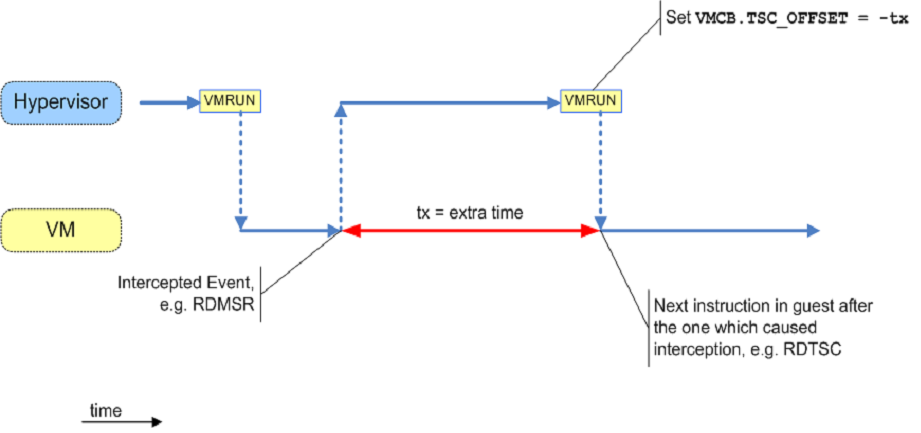 Set VMCB.TSC_OFFSET = -tx
Hypervisor
VMRUN
VMRUN
tx = extra time
VM
Intercepted Event,
e.g. RDMSR
Next instruction in guest after
the one which caused
interception, e.g. RDTSC
time